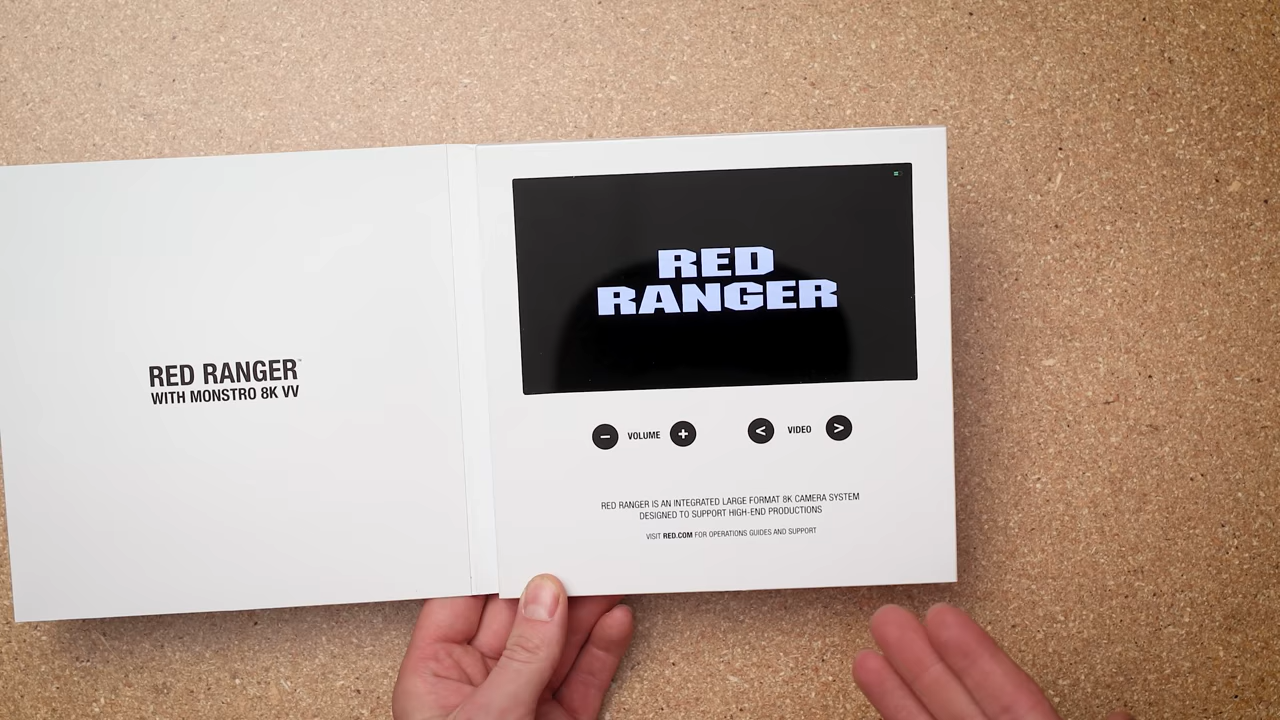 RED RANGER™
WITH MONSTRO 8K VV
RED
RANGER
− VOLUME + < VIDEO >
RED RANGER IS AN INTEGRATED LARGE FORMAT 8K CAMERA SYSTEM
DESIGNED TO SUPPORT HIGH-END PRODUCTIONS
VISIT RED.COM FOR OPERATIONS GUIDES AND SUPPORT